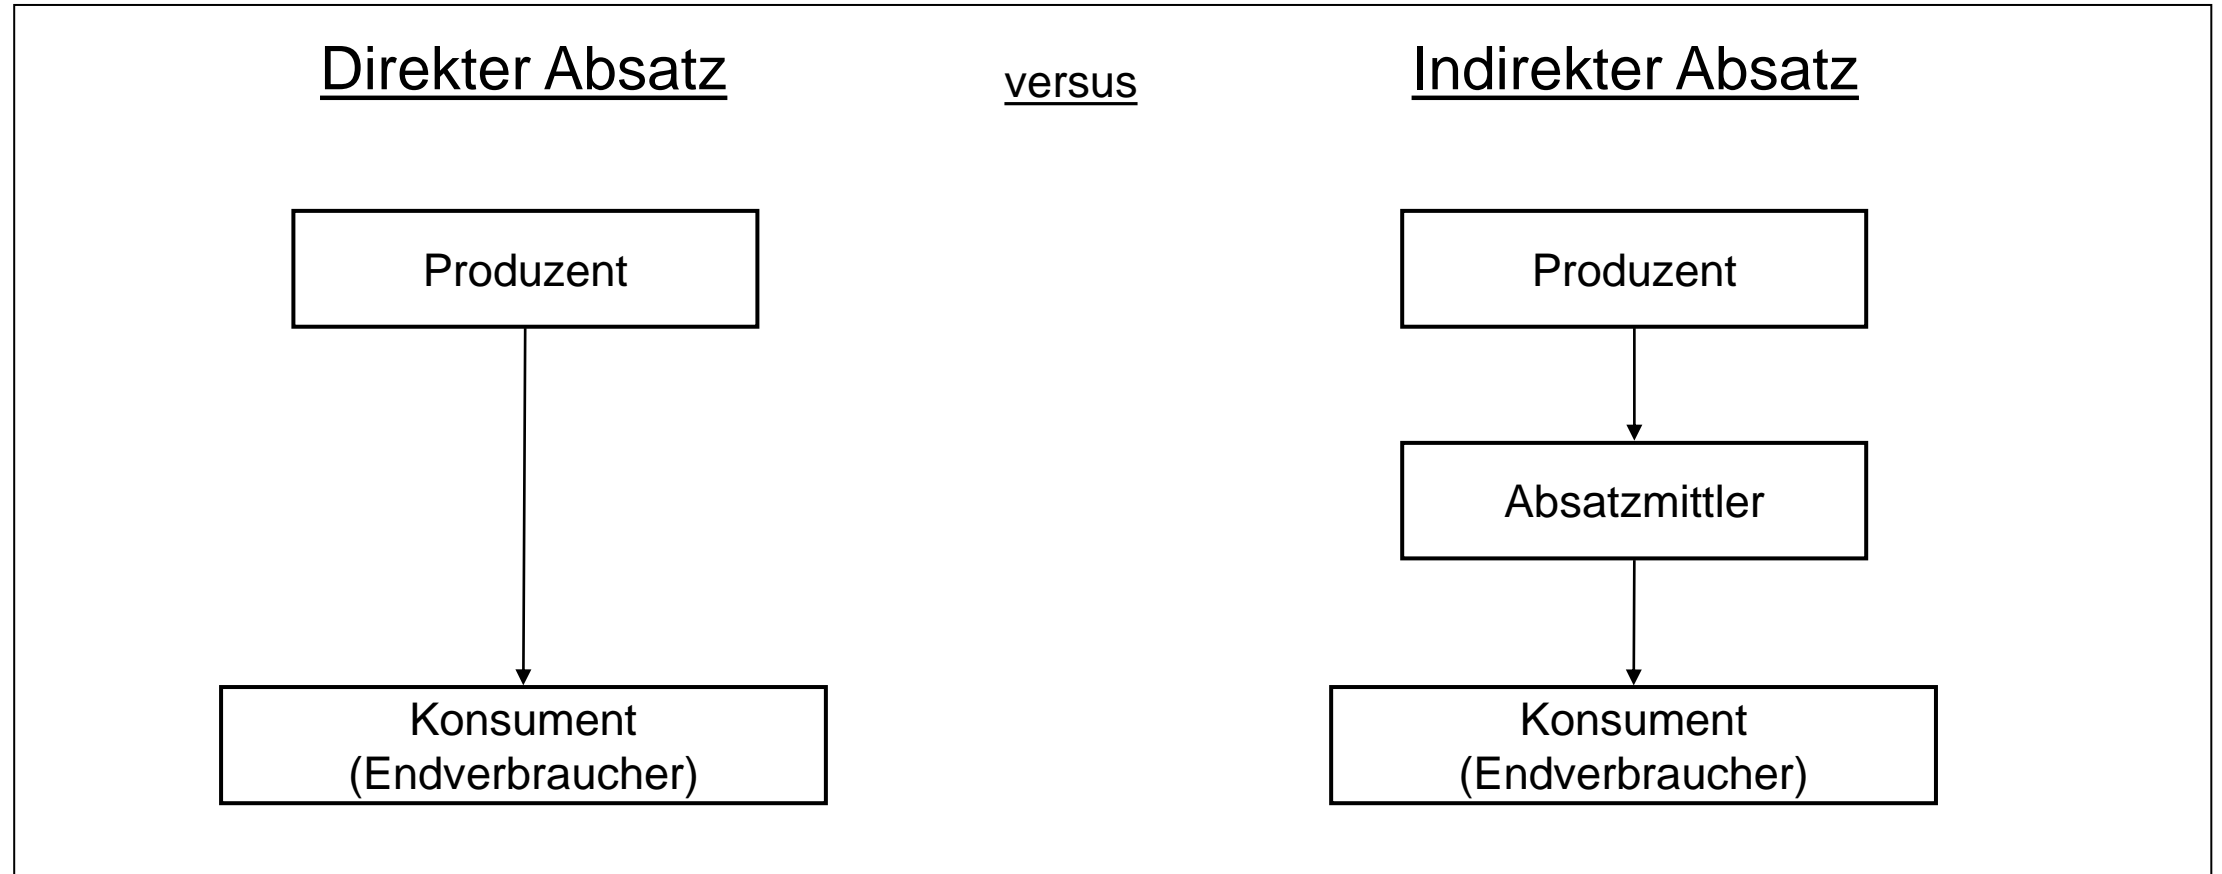 Direkter Absatz
versus
Indirekter Absatz
Produzent
Produzent
Absatzmittler
Konsument
(Endverbraucher)
Konsument
(Endverbraucher)